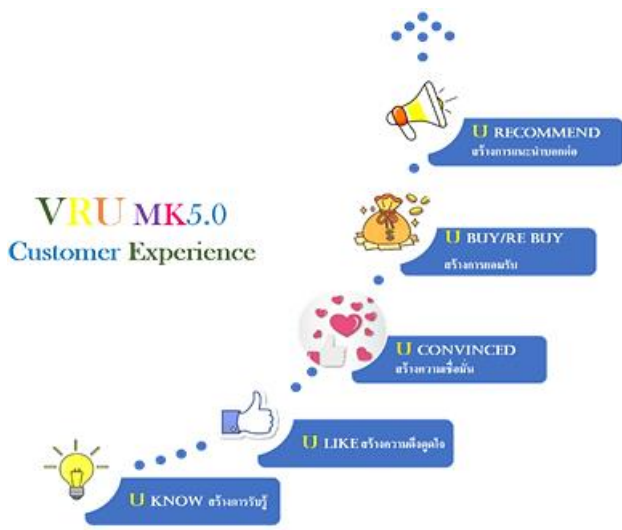 U RECOMMEND
สร้างการแนะนำบอกต่อ
VRU MK5.0
Customer Experience
U BUY/RE BUY
สร้างการยอมรับ
U CONVINCED
สร้างความเชื่อมั่น
U LIKE สร้างความดึงดูดใจ
U KNOW สร้างการรับรู้